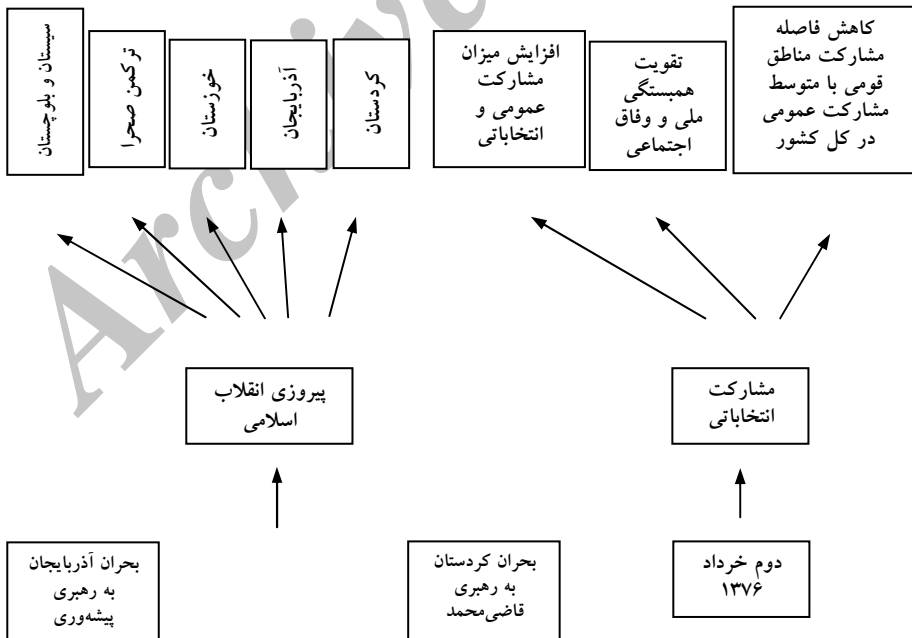 کاهش فاصله
مشارکت مناطق
قومی با متوسط
مشارکت عمومی
در کل کشور
تقویت
همبستگی
ملی و وفاق
اجتماعی
افزایش میزان
مشارکت
عمومی و
انتخاباتی
کردستان
آذربایجان
خوزستان
ترکمن صحرا
سیستان و بلوچستان
مشارکت
انتخاباتی
پیروزی انقلاب
اسلامی
دوم خرداد
۱۳۷۶
بحران کردستان
به رهبری
قاضی‌محمد
بحران آذربایجان
به رهبری
پیشه‌وری